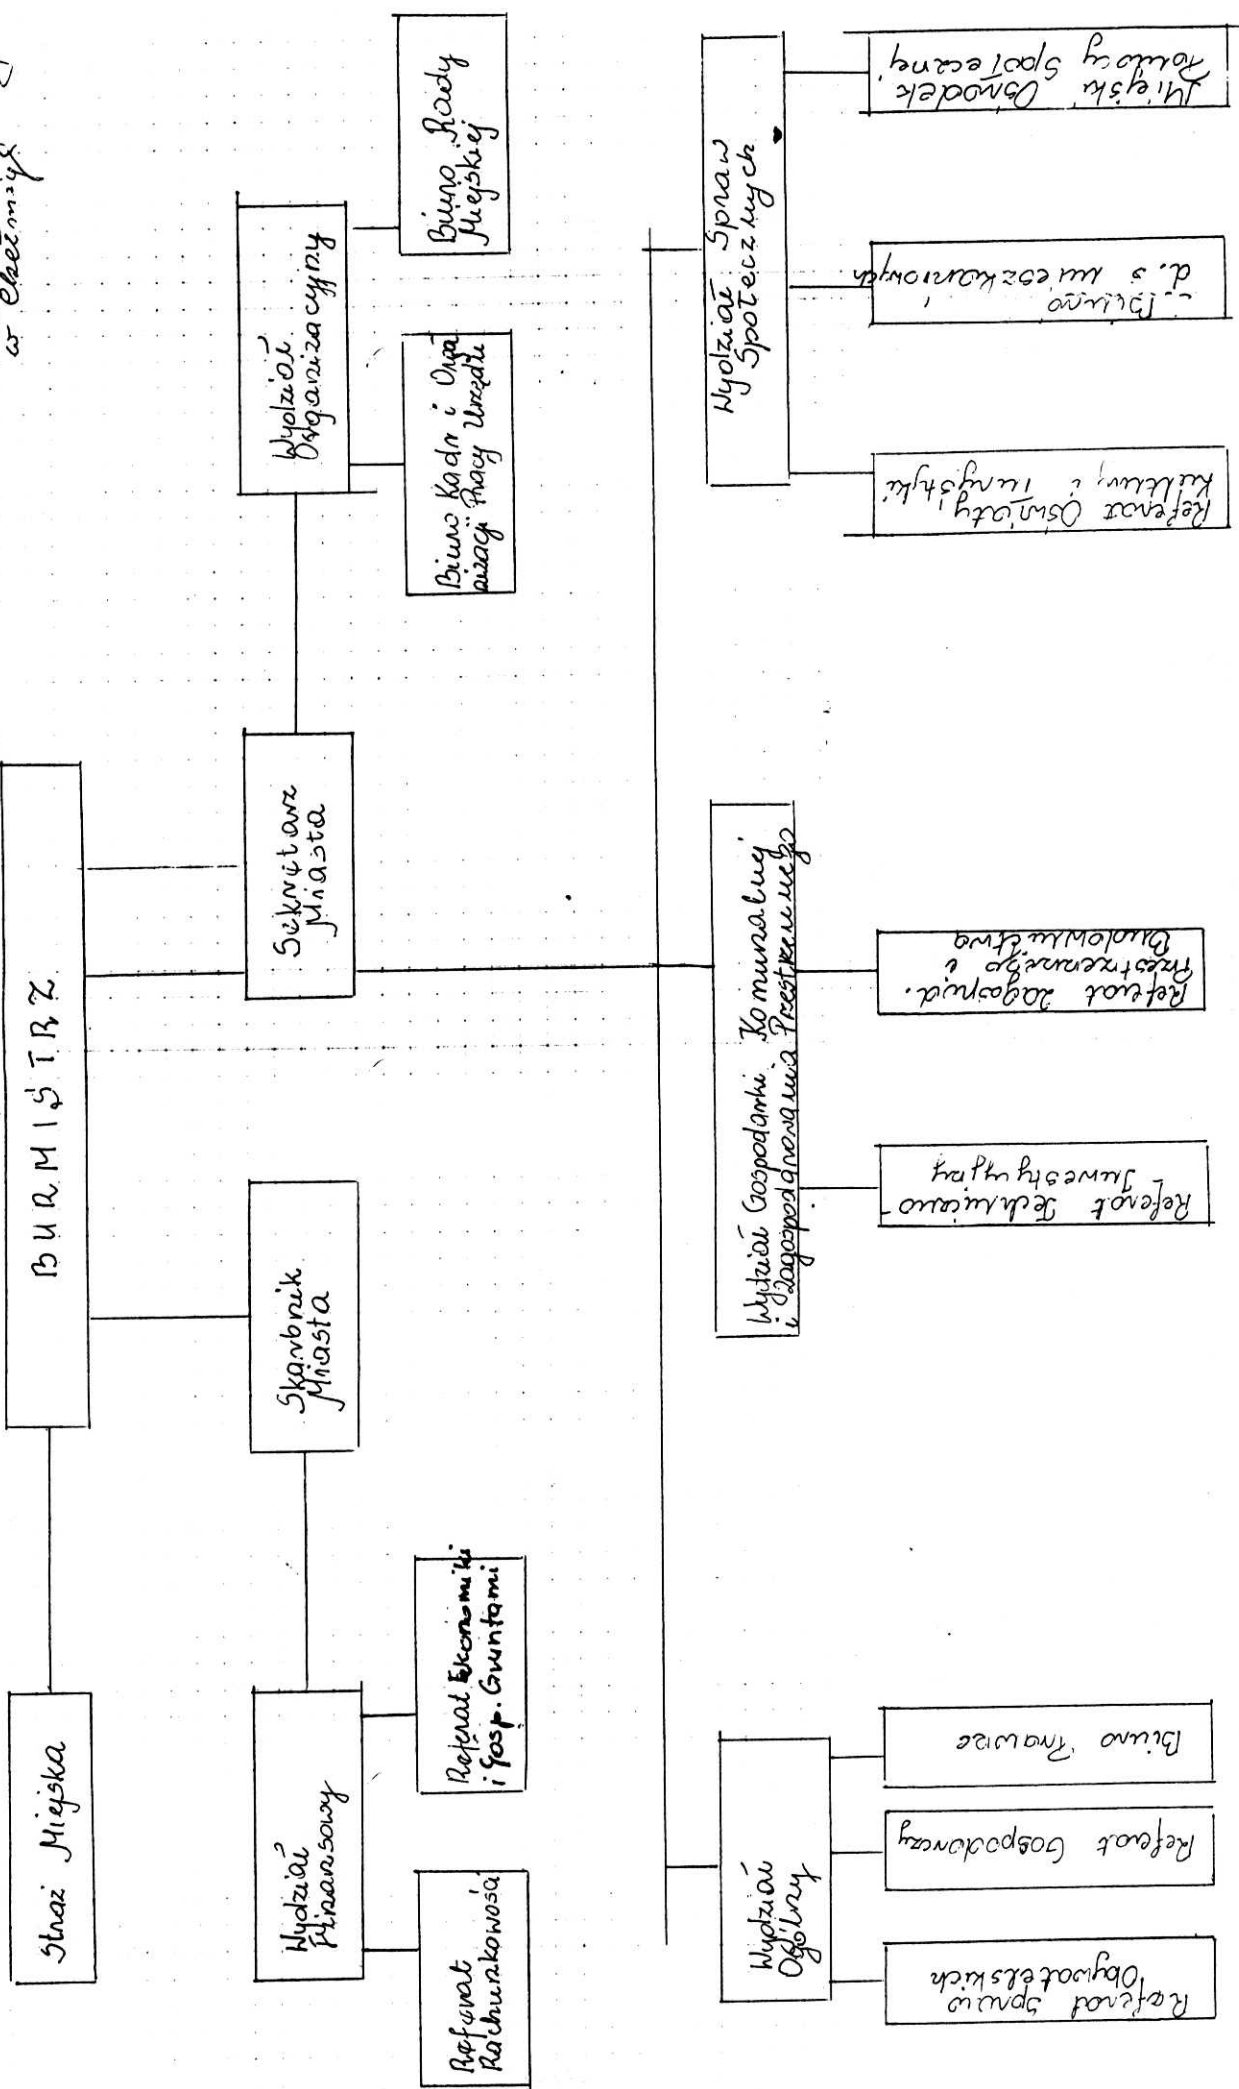 w Chełmży
BURMISTRZ
Straż Miejska
Skarbnik
Miasta
Sekretarz
Miasta
Wydział
Finansowy
Wydział
Organizacyjny
Referat
Rachunkowości
Referat Ekonomiki
i Gosp. Gruntami
Biuro Kadr i Orga
nizacji Pracy Urzędu
Biuro Rady
Miejskiej
Wydział
Ogólny
Wydział Gospodarki Komunalnej
i Zagospodarowania Przestrzennego
Wydział Spraw
Społecznych
Referat Spraw
Obywatelskich
Referat Gospodarczy
Biuro Prawne
Referat Techniczno-
Inwestycyjny
Referat Zagospod.
Przestrzennego i
Budownictwa
Referat Oświaty,
Kultury i Turystyki
Biuro
d.s mieszkaniowych
Miejski Ośrodek
Pomocy Społecznej